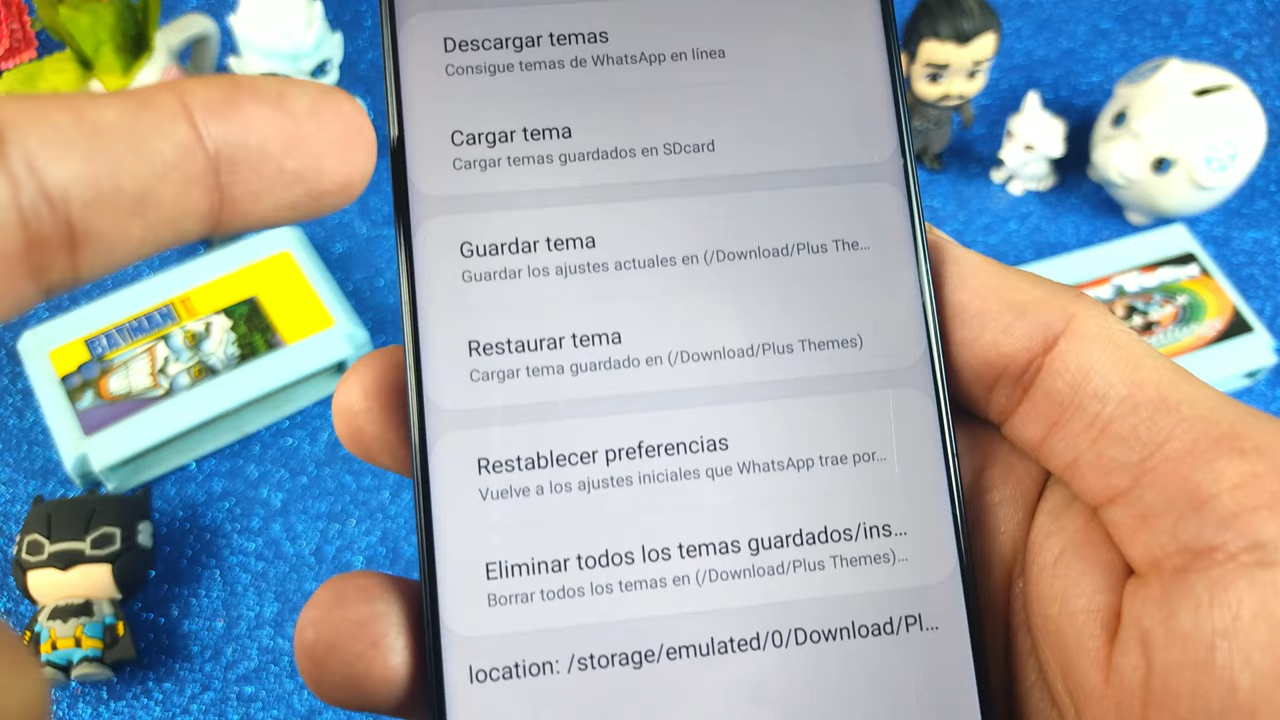 Descargar temas
Consigue temas de WhatsApp en línea
Cargar tema
Cargar temas guardados en SDcard
Guardar tema
Guardar los ajustes actuales en (/Download/Plus The...
Restaurar tema
Cargar tema guardado en (/Download/Plus Themes)
Restablecer preferencias
Vuelve a los ajustes iniciales que WhatsApp trae por...
Eliminar todos los temas guardados/ins...
Borrar todos los temas en (/Download/Plus Themes)...
location: /storage/emulated/0/Download/Pl...
BATMAN II